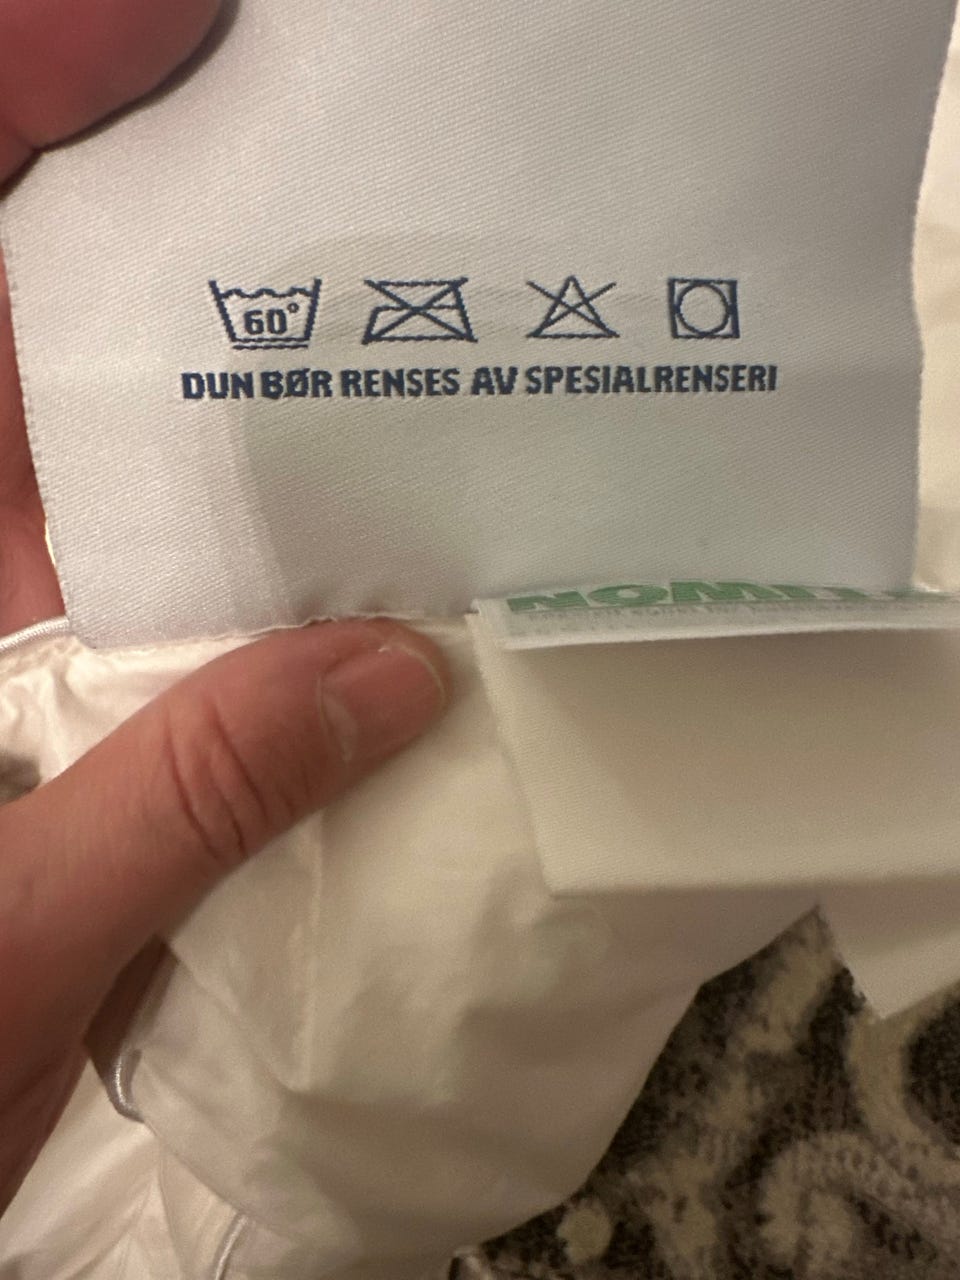 60°
DUN BØR RENSES AV SPESIALRENSERI